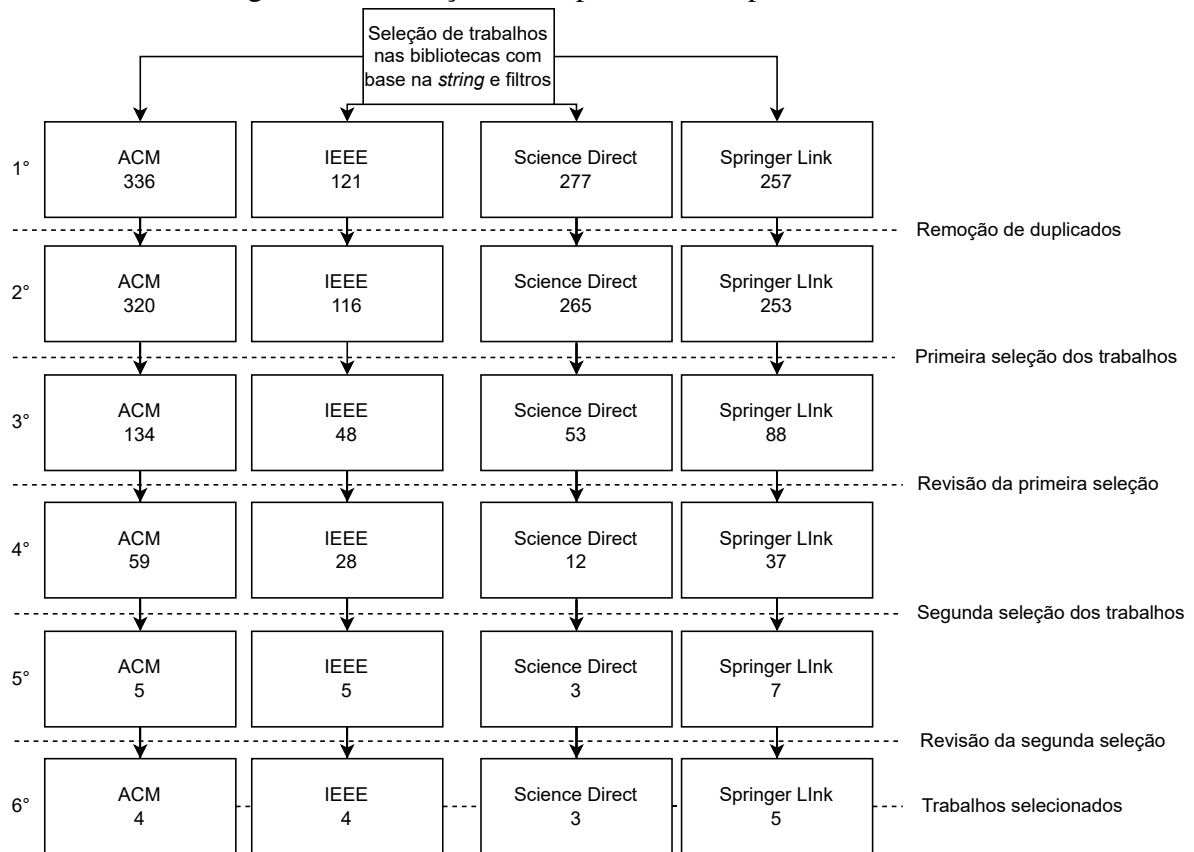 Seleção de trabalhos
nas bibliotecas com
base na string e filtros
1°
ACM
336
IEEE
121
Science Direct
277
Springer Link
257
Remoção de duplicados
2°
ACM
320
IEEE
116
Science Direct
265
Springer LInk
253
Primeira seleção dos trabalhos
3°
ACM
134
IEEE
48
Science Direct
53
Springer LInk
88
Revisão da primeira seleção
4°
ACM
59
IEEE
28
Science Direct
12
Springer LInk
37
Segunda seleção dos trabalhos
5°
ACM
5
IEEE
5
Science Direct
3
Springer LInk
7
Revisão da segunda seleção
6°
ACM
4
IEEE
4
Science Direct
3
Springer LInk
5
Trabalhos selecionados